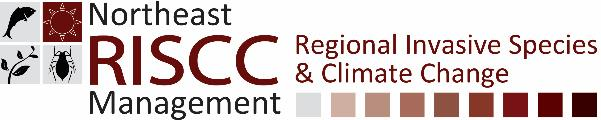 Northeast
RISCC
Management
Regional Invasive Species
& Climate Change